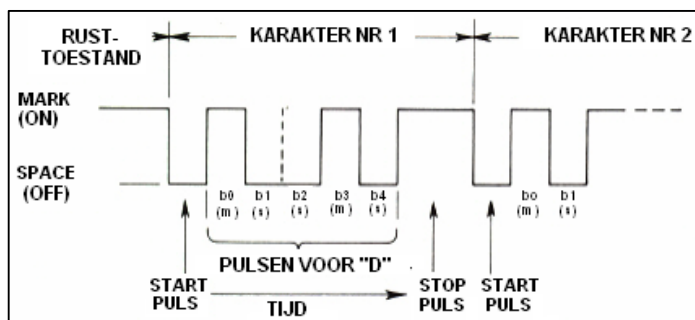 RUST-
TOESTAND
KARAKTER NR 1
KARAKTER NR 2
MARK
(ON)
SPACE
(OFF)
b0 b1 b2 b3 b4 bo b1
(m) (s) (s) (m) (s) (m) (s)
PULSEN VOOR "D"
START
PULS
TIJD
STOP
PULS
START
PULS